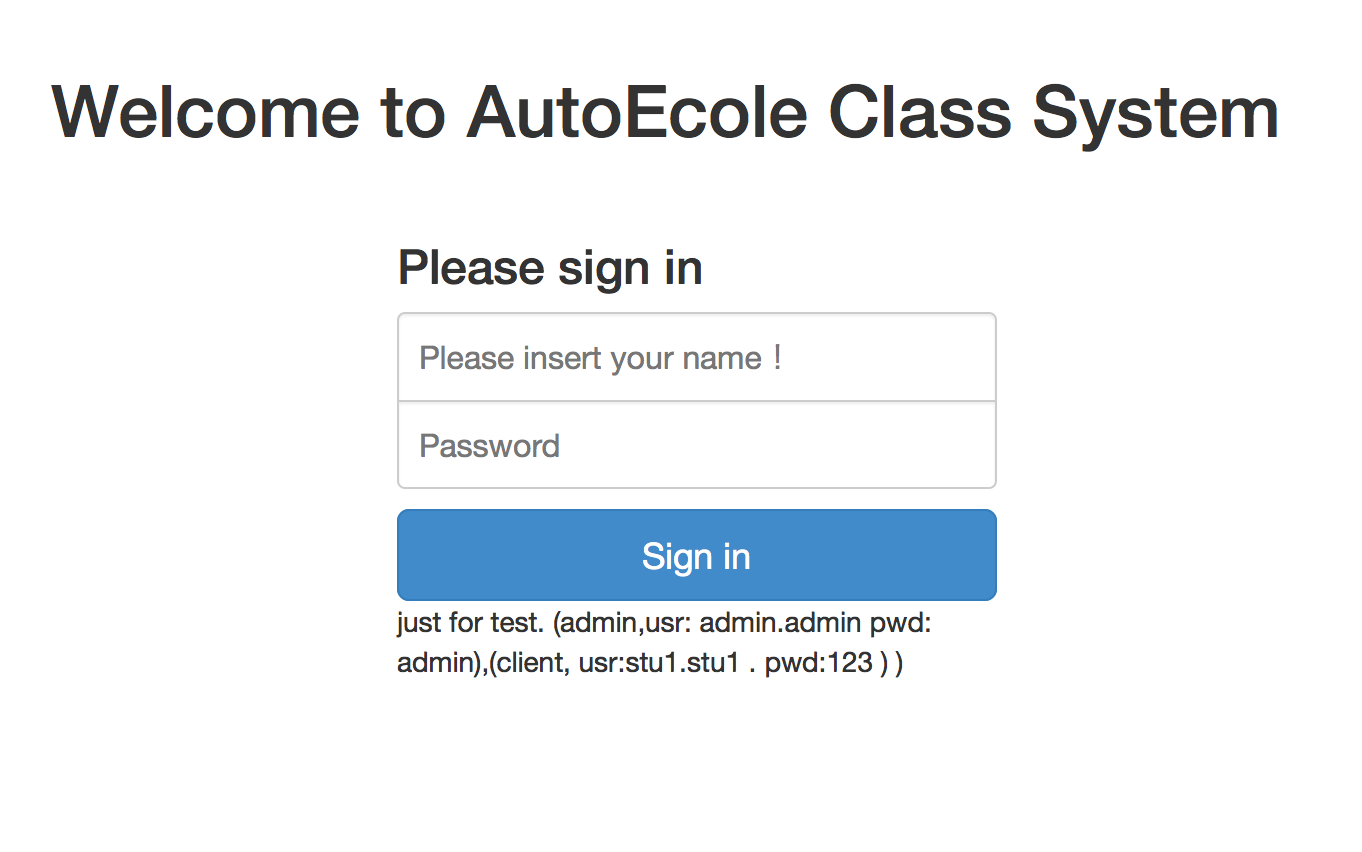 Welcome to AutoEcole Class System
Please sign in
Please insert your name！
Password
Sign in
just for test. (admin,usr: admin.admin pwd:
admin),(client, usr:stu1.stu1 . pwd:123 ) )